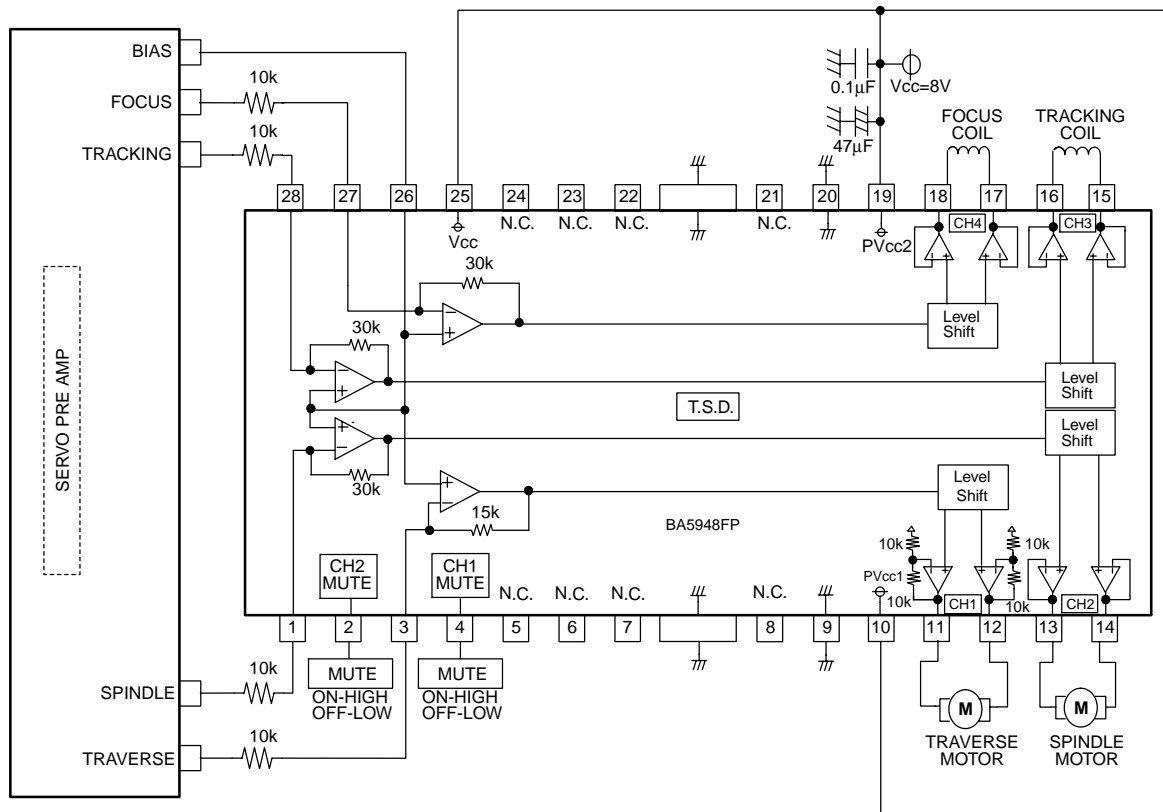 BIAS
FOCUS
TRACKING
SERVO PRE AMP
SPINDLE
TRAVERSE
10k
10k
0.1μF
Vcc=8V
47μF
FOCUS
COIL
TRACKING
COIL
28
27
26
25
24
23
22
21
20
19
18
17
16
15
Vcc
N.C.
N.C.
N.C.
N.C.
PVcc2
CH4
CH3
30k
Level
Shift
30k
Level
Shift
T.S.D.
Level
Shift
30k
Level
Shift
15k
BA5948FP
10k
10k
10k
10k
CH2
MUTE
CH1
MUTE
N.C.
N.C.
N.C.
N.C.
PVcc1
CH1
CH2
1
2
3
4
5
6
7
8
9
10
11
12
13
14
10k
MUTE
ON-HIGH
OFF-LOW
MUTE
ON-HIGH
OFF-LOW
10k
M
M
TRAVERSE
MOTOR
SPINDLE
MOTOR